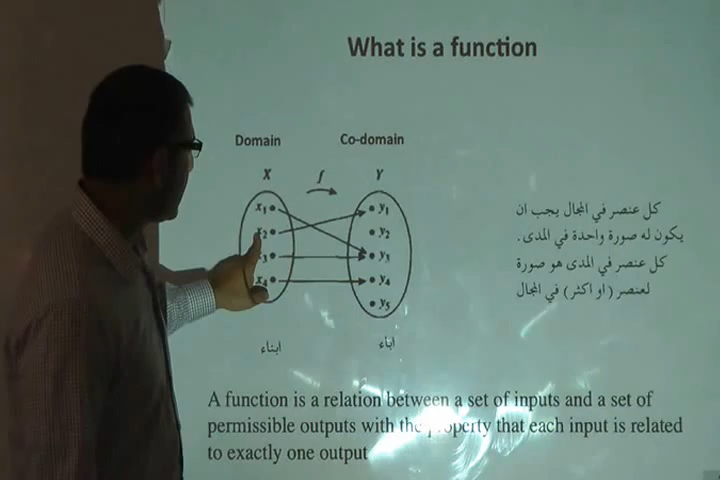 What is a function
Domain
Co-domain
X
f
Y
x₁
y₁
x₂
y₂
x₃
y₃
x₄
y₄
y₅
كل عنصر في المجال يجب ان
يكون له صورة واحدة في المدى .
كل عنصر في المدى هو صورة
لعنصر (او اكثر) في المجال
ابناء
اباء
A function is a relation between a set of inputs and a set of
permissible outputs with the property that each input is related
to exactly one output